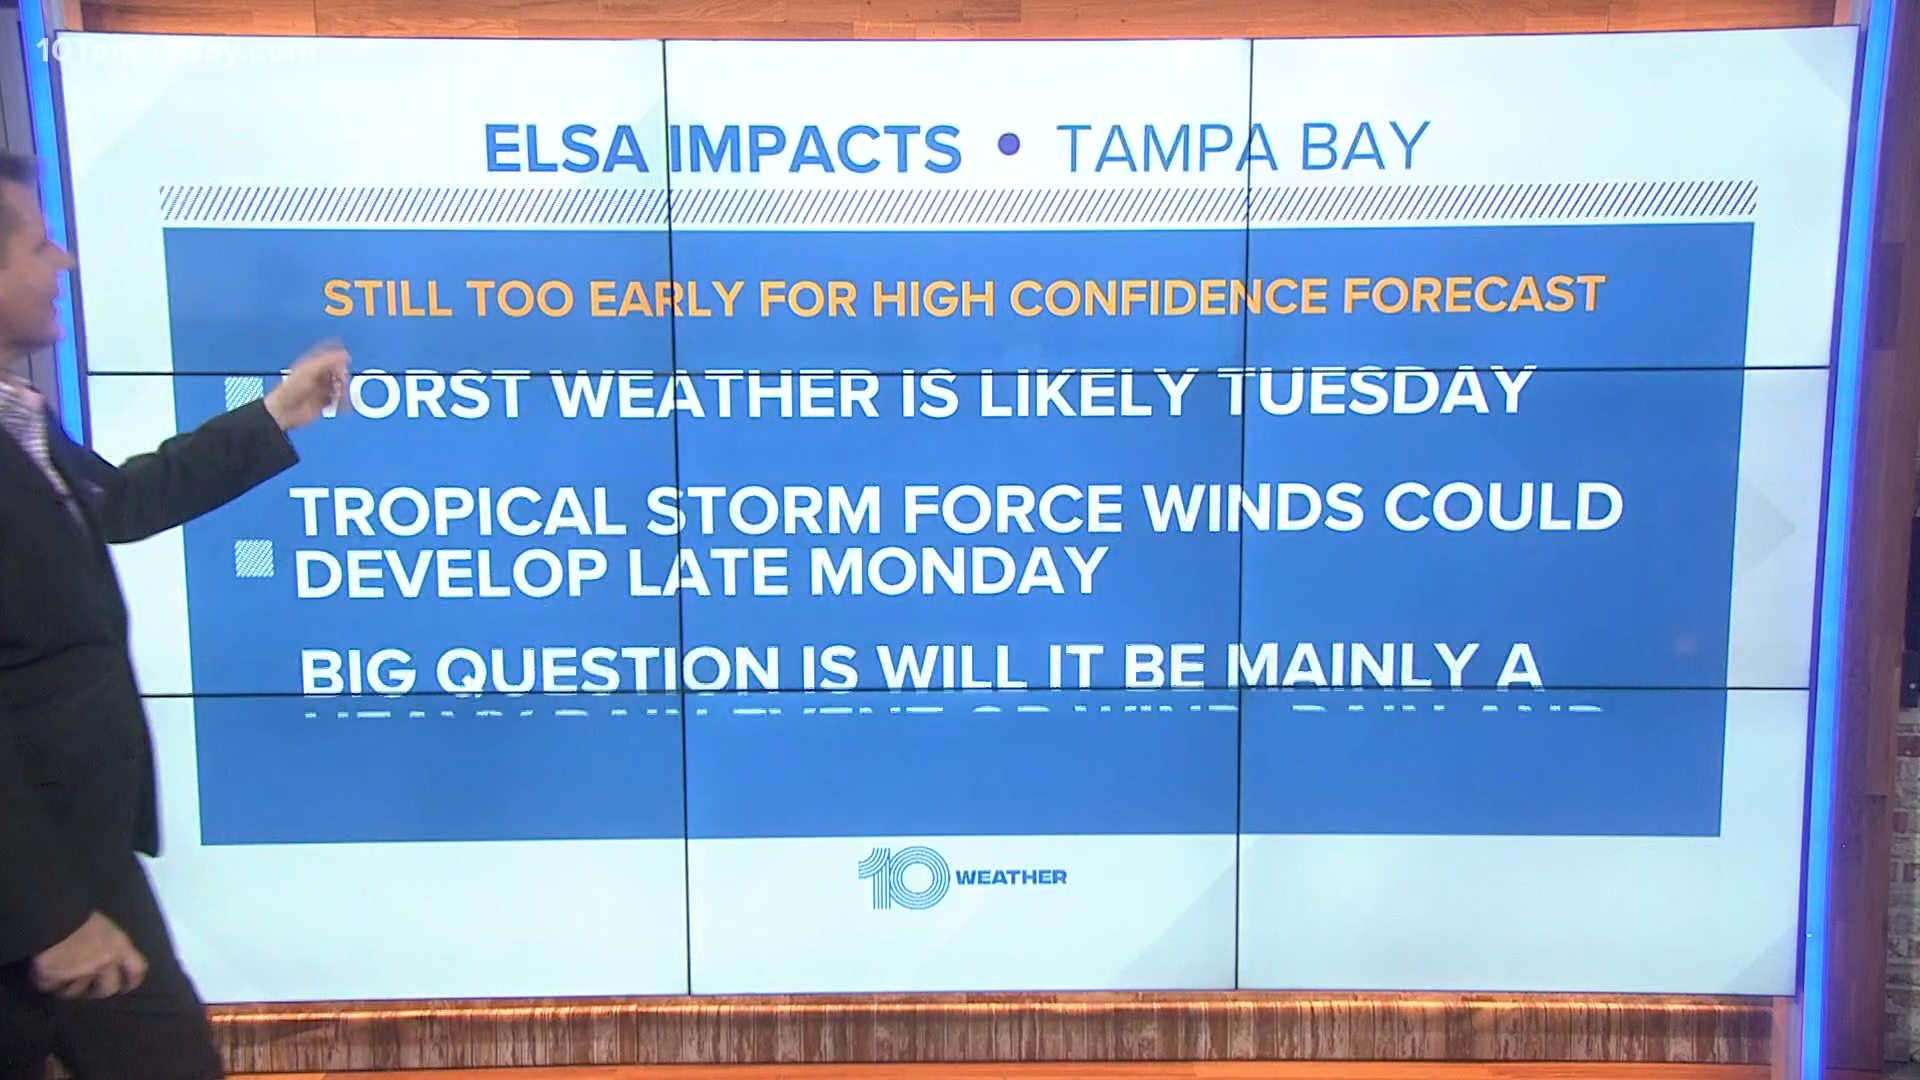 ELSA IMPACTS • TAMPA BAY
STILL TOO EARLY FOR HIGH CONFIDENCE FORECAST
WORST WEATHER IS LIKELY TUESDAY
TROPICAL STORM FORCE WINDS COULD
DEVELOP LATE MONDAY
BIG QUESTION IS WILL IT BE MAINLY A
10 WEATHER